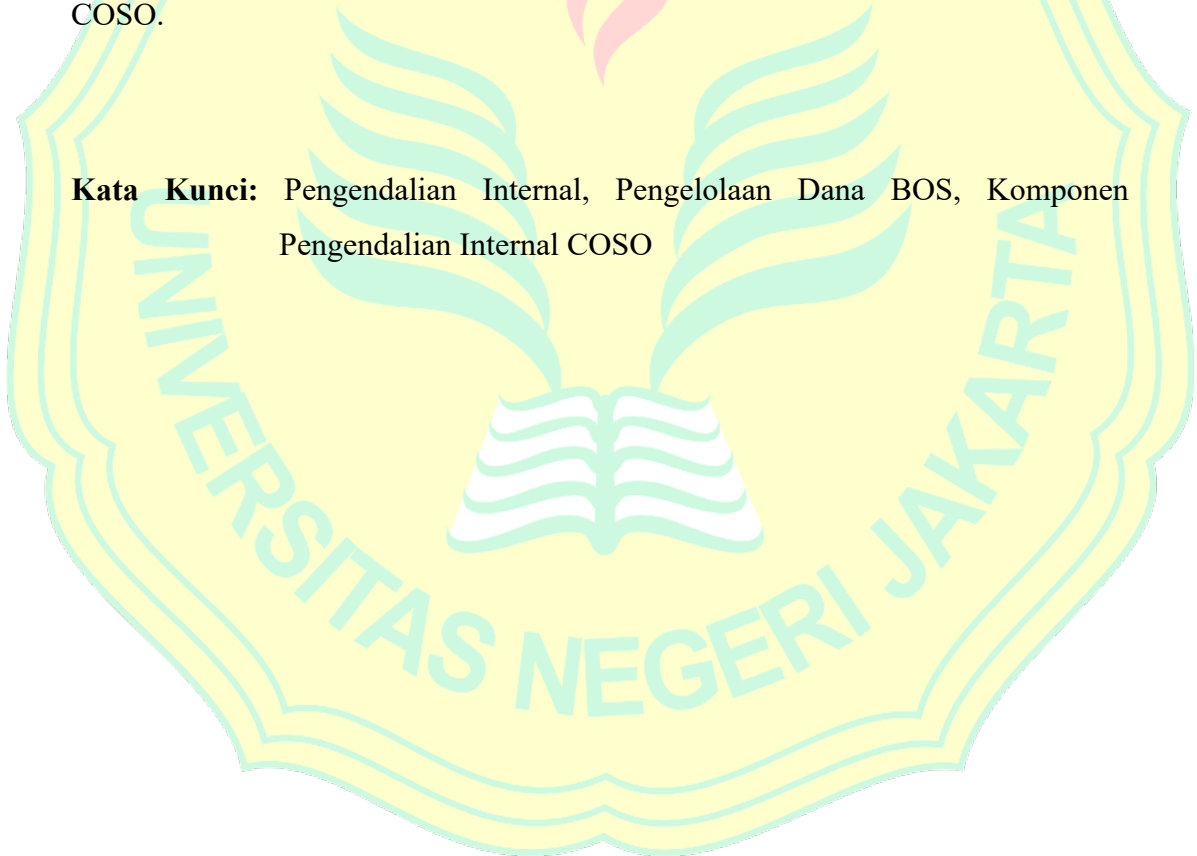 COSO.
Kata Kunci: Pengendalian Internal, Pengelolaan Dana BOS, Komponen
Pengendalian Internal COSO
UNIVERSITAS NEGERI JAKARTA